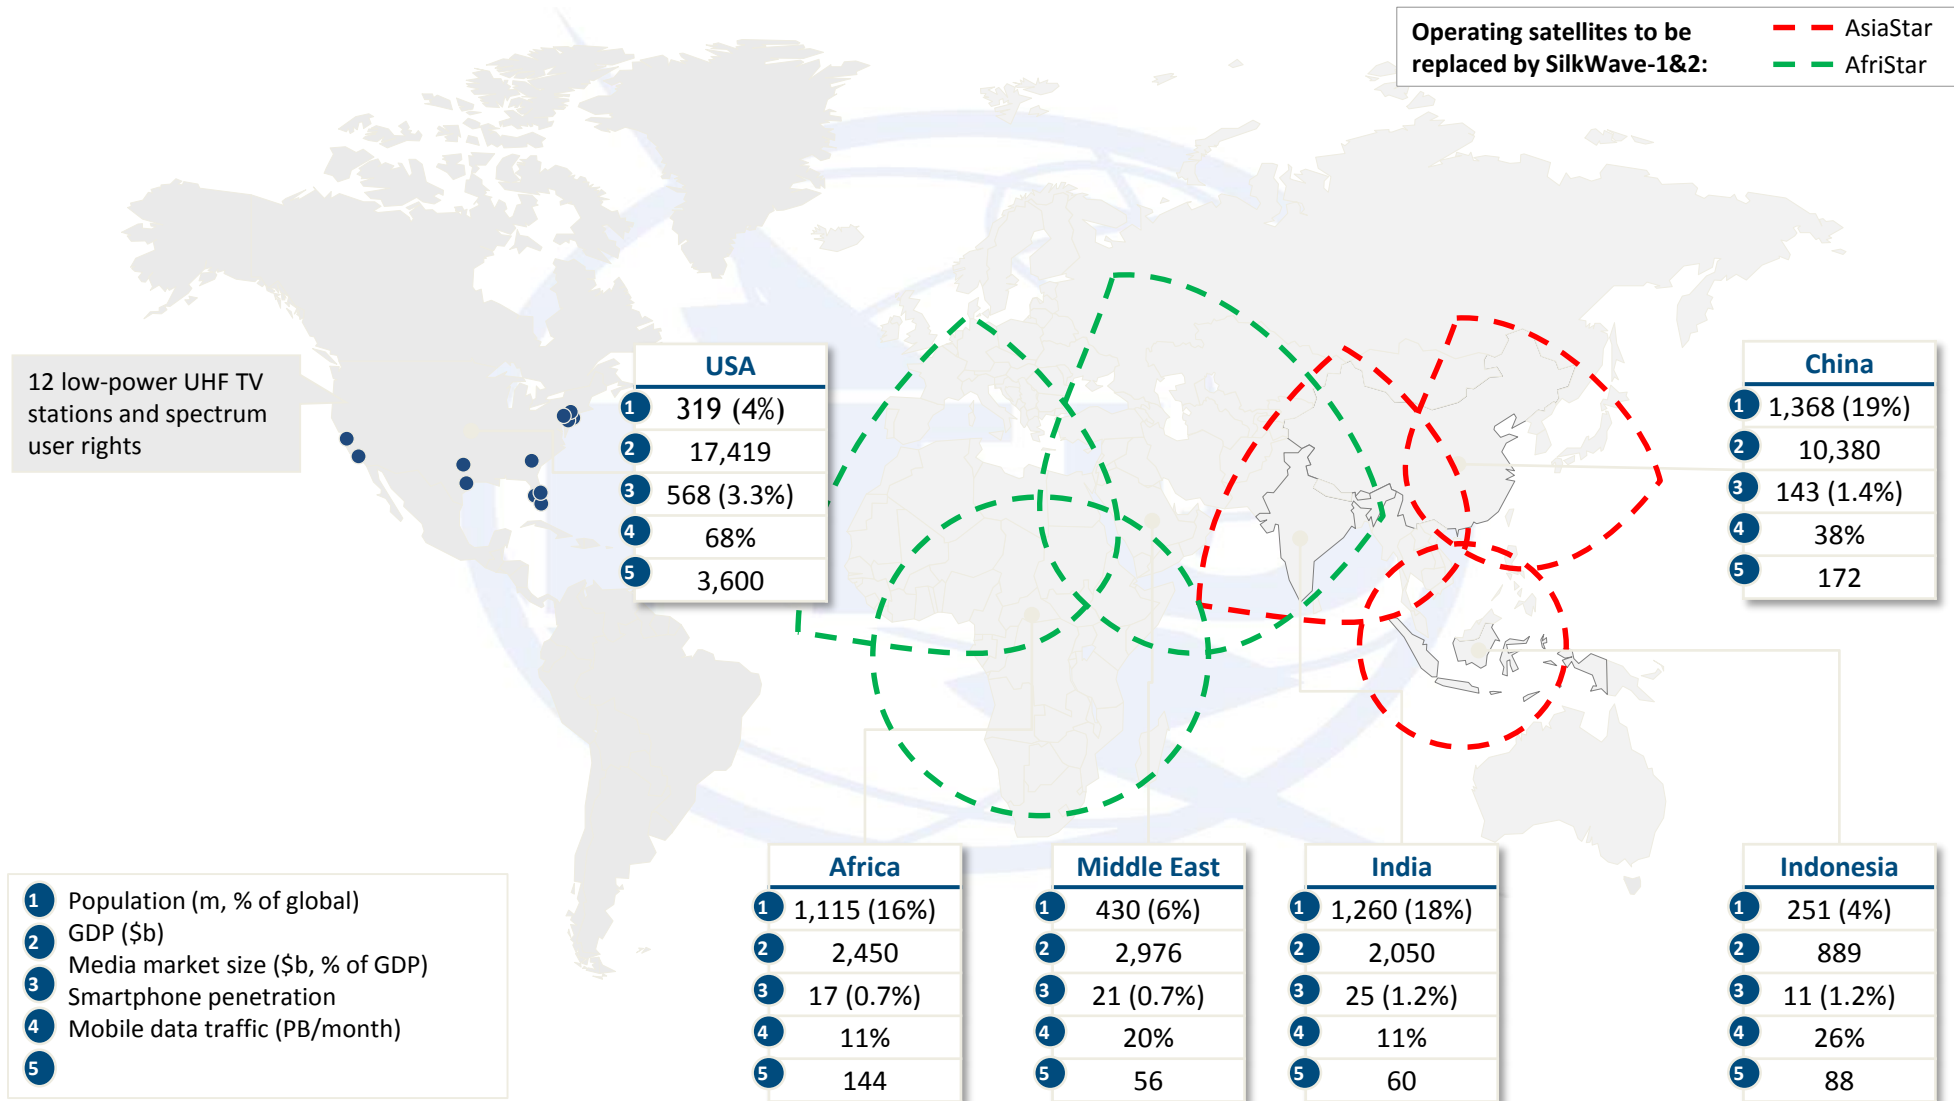 Operating satellites to be
replaced by SilkWave-1&2:
AsiaStar
AfriStar
12 low-power UHF TV
stations and spectrum
user rights
USA
1 319 (4%)
2 17,419
3 568 (3.3%)
4 68%
5 3,600
China
1 1,368 (19%)
2 10,380
3 143 (1.4%)
4 38%
5 172
1 Population (m, % of global)
2 GDP ($b)
3 Media market size ($b, % of GDP)
4 Smartphone penetration
5 Mobile data traffic (PB/month)
Africa
1 1,115 (16%)
2 2,450
3 17 (0.7%)
4 11%
5 144
Middle East
1 430 (6%)
2 2,976
3 21 (0.7%)
4 20%
5 56
India
1 1,260 (18%)
2 2,050
3 25 (1.2%)
4 11%
5 60
Indonesia
1 251 (4%)
2 889
3 11 (1.2%)
4 26%
5 88